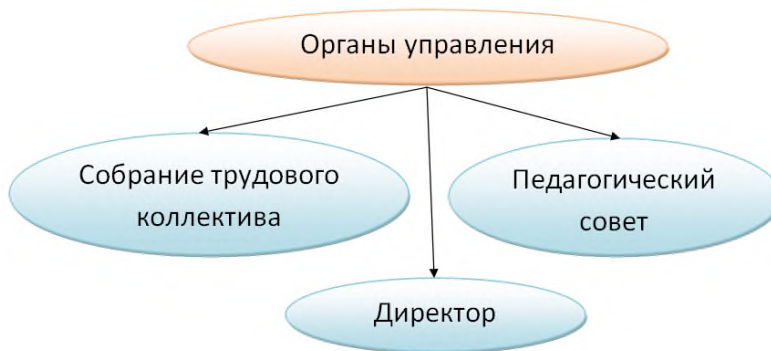 Органы управления
Собрание трудового
коллектива
Педагогический
совет
Директор